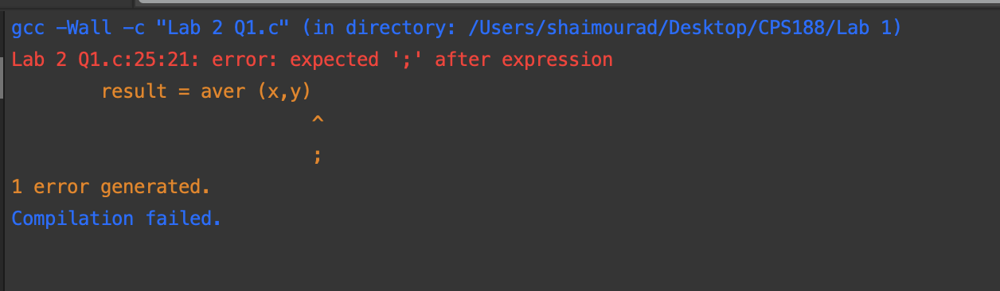 gcc -Wall -c "Lab 2 Q1.c" (in directory: /Users/shaimourad/Desktop/CPS188/Lab 1)
Lab 2 Q1.c:25:21: error: expected ';' after expression
result = aver (x,y)
^
;
1 error generated.
Compilation failed.